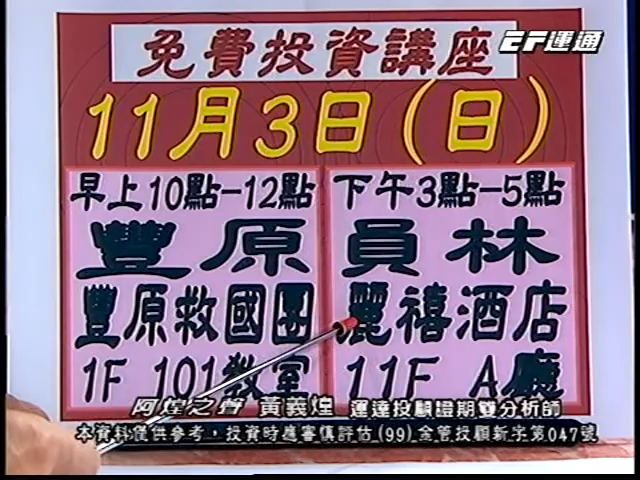 EF運通
免費投資講座
11月3日(日)
早上10點-12點
豐原
豐原救國團
1F 101教室
下午3點-5點
員林
麗禧酒店
11F A廳
阿煌之聲 黃義煌 運達投顧證期雙分析師
本資料僅供參考,投資時應審慎評估(99)金管投顧新字第047號